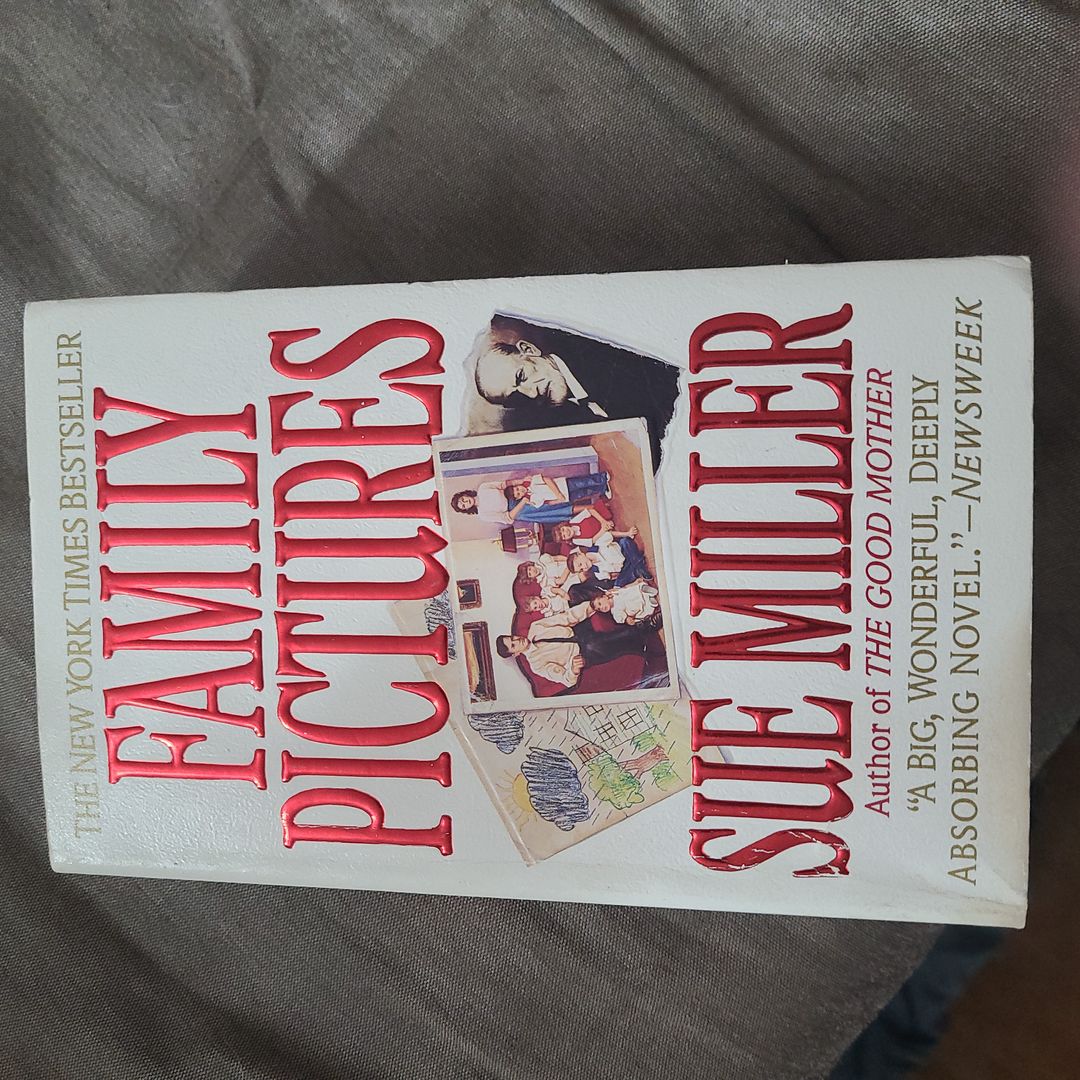 THE NEW YORK TIMES BESTSELLER
FAMILY
PICTURES
SUE MILLER
Author of THE GOOD MOTHER
“A BIG, WONDERFUL, DEEPLY
ABSORBING NOVEL.”—NEWSWEEK